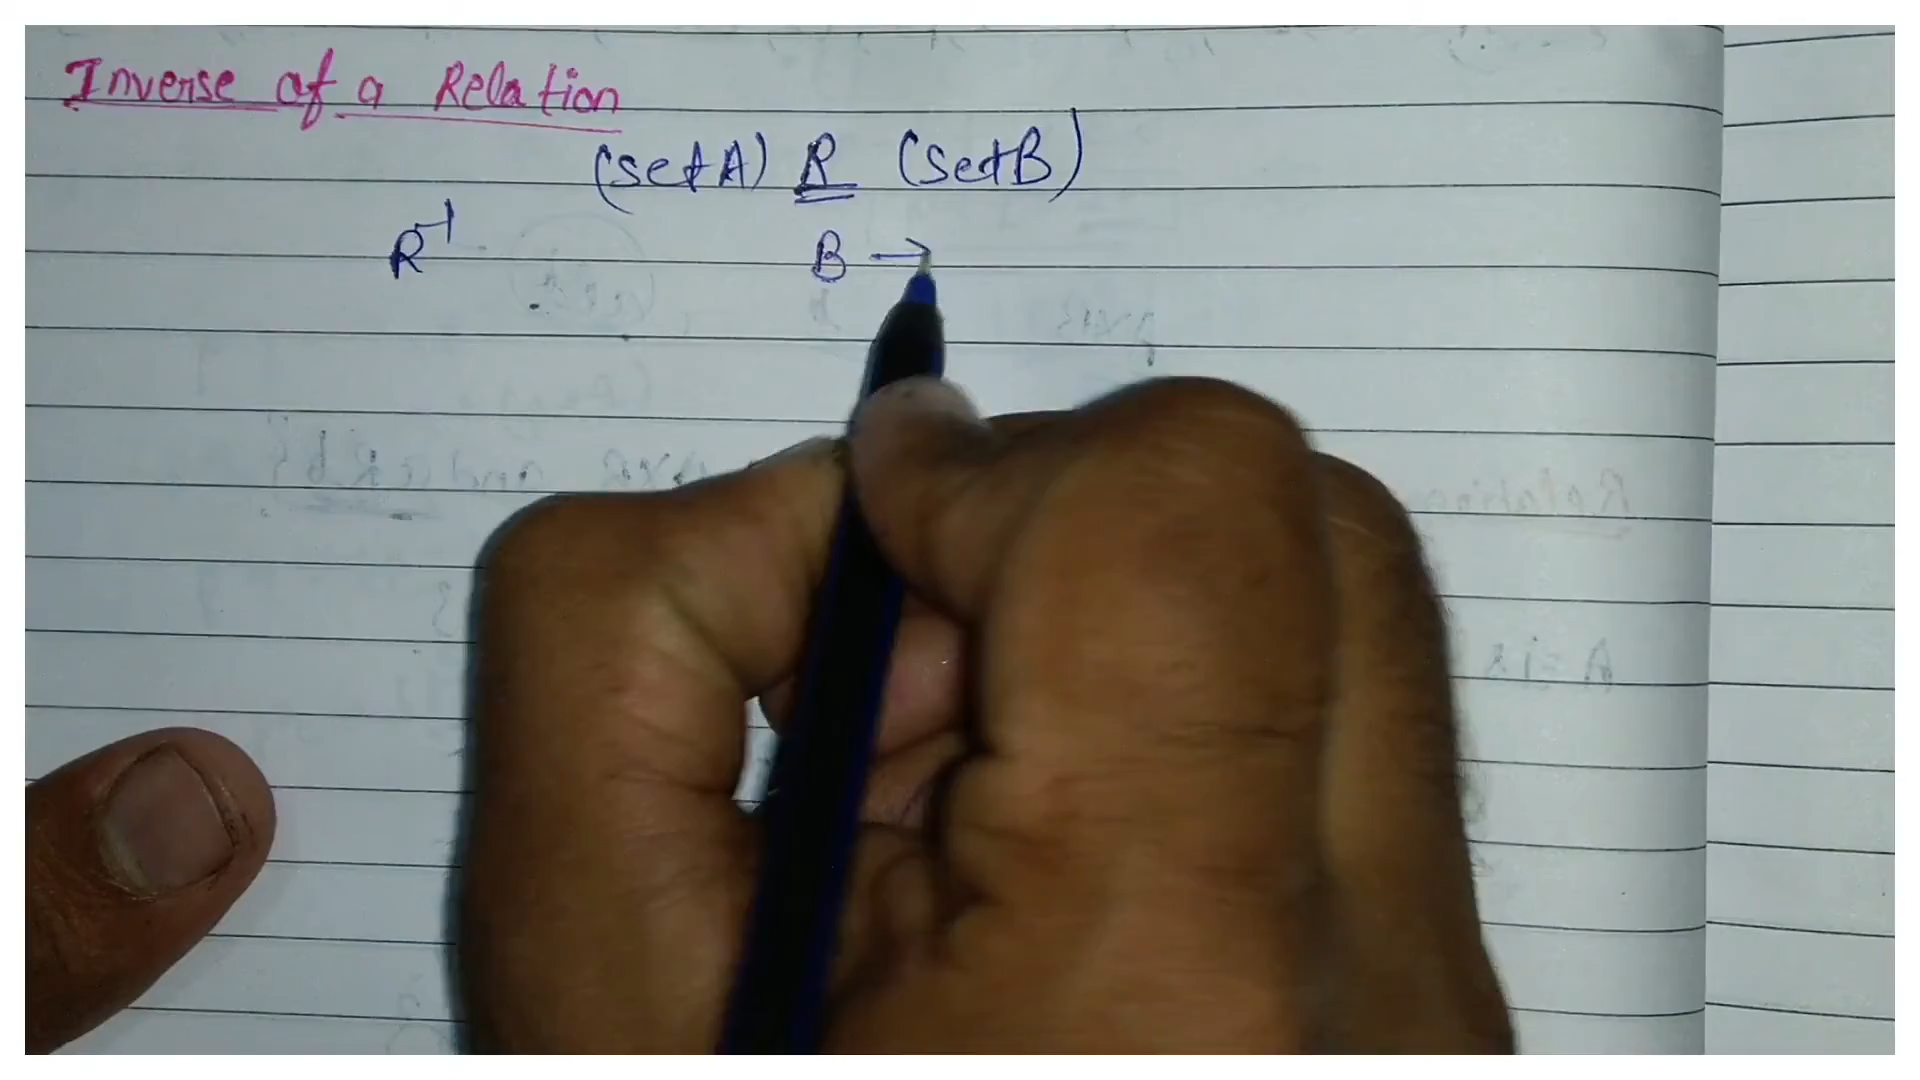 Inverse of a Relation
(set A) R (Set B)
R⁻¹ B →